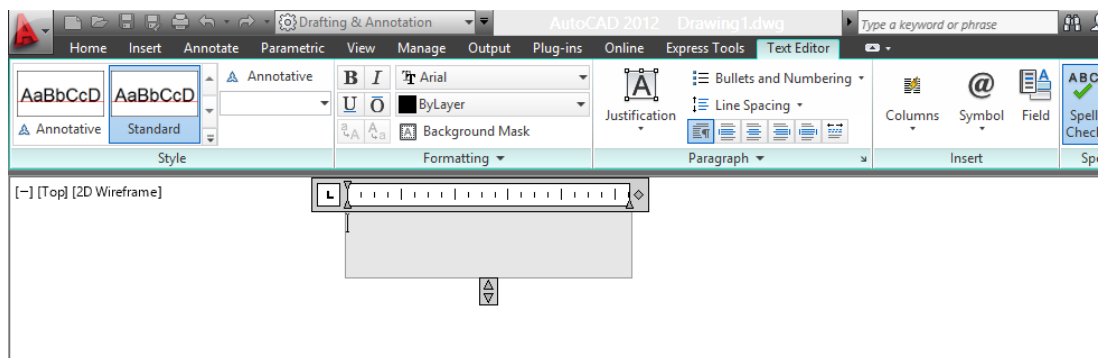 Drafting & Annotation
AutoCAD 2012 Drawing1.dwg
Type a keyword or phrase
Home Insert Annotate Parametric View Manage Output Plug-ins Online Express Tools Text Editor
AaBbCcD AaBbCcD
Annotative Standard
Annotative
Style
B I Arial
U O ByLayer
Background Mask
Formatting
A
Justification
Bullets and Numbering
Line Spacing
Paragraph
Columns
@
Symbol
Field
Insert
ABC
Spell
Check
Spe
[−] [Top] [2D Wireframe]